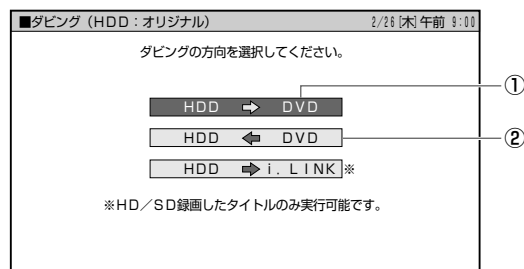 ■ダビング（HDD：オリジナル） 2/26[木]午前 9:00
ダビングの方向を選択してください。
①
HDD ⇨ DVD
②
HDD ⇦ DVD
HDD ⇨ i．LINK※
※HD／SD録画したタイトルのみ実行可能です。